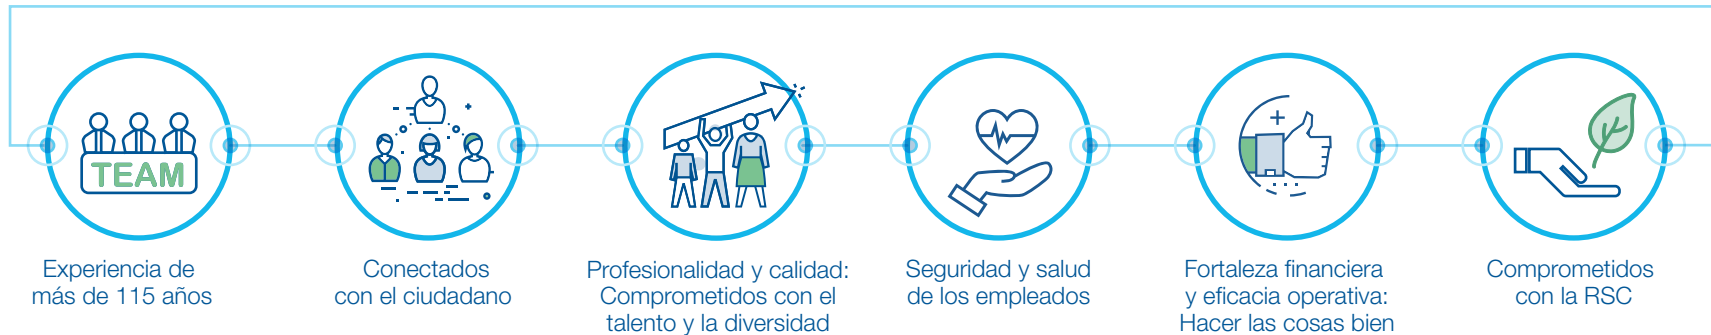 TEAM
Experiencia de
más de 115 años
Conectados
con el ciudadano
Profesionalidad y calidad:
Comprometidos con el
talento y la diversidad
Seguridad y salud
de los empleados
Fortaleza financiera
y eficacia operativa:
Hacer las cosas bien
Comprometidos
con la RSC